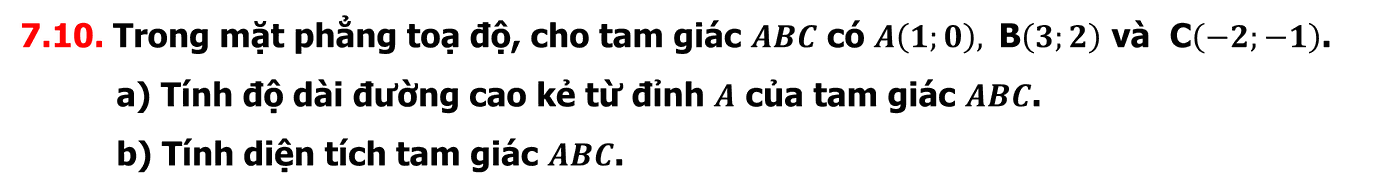 7.10. Trong mặt phẳng toạ độ, cho tam giác ABC có A(1; 0), B(3; 2) và C(−2; −1).
a) Tính độ dài đường cao kẻ từ đỉnh A của tam giác ABC.
b) Tính diện tích tam giác ABC.